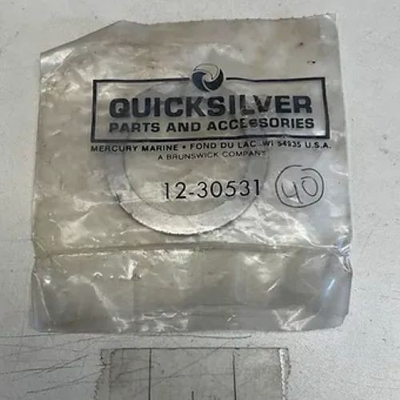 QUICKSILVER
PARTS AND ACCESSORIES
MERCURY MARINE • FOND DU LAC, WI 54935 U.S.A.
A BRUNSWICK COMPANY
12-30531 40